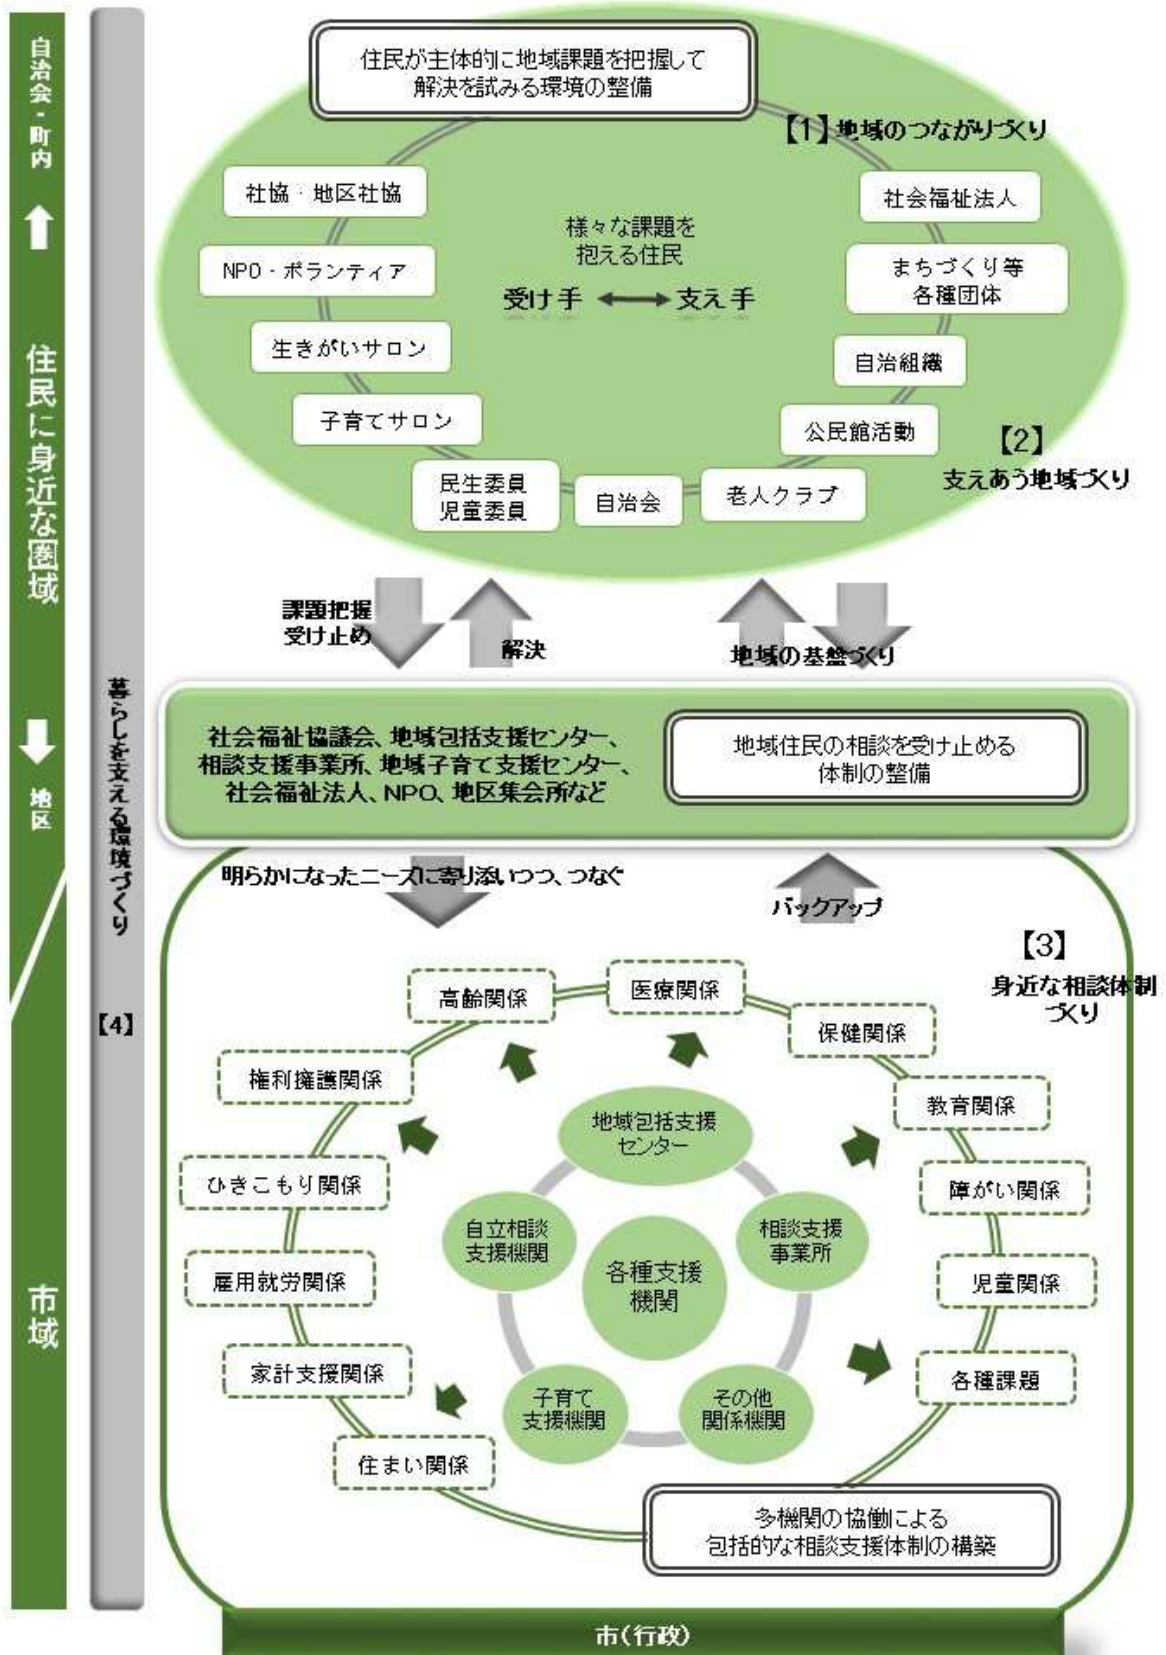 自治会・町内
住民に身近な圏域
地区
市域
暮らしを支える環境づくり
【4】
住民が主体的に地域課題を把握して
解決を試みる環境の整備
【1】地域のつながりづくり
社協・地区社協
社会福祉法人
様々な課題を
抱える住民
NPO・ボランティア
まちづくり等
各種団体
受け手
支え手
生きがいサロン
自治組織
子育てサロン
公民館活動
【2】
支えあう地域づくり
民生委員
児童委員
自治会
老人クラブ
課題把握
受け止め
解決
地域の基盤づくり
社会福祉協議会、地域包括支援センター、
相談支援事業所、地域子育て支援センター、
社会福祉法人、NPO、地区集会所など
地域住民の相談を受け止める
体制の整備
明らかになったニーズに寄り添いつつ、つなぐ
バックアップ
【3】
身近な相談体制
づくり
高齢関係
医療関係
保健関係
権利擁護関係
教育関係
地域包括支援
センター
ひきこもり関係
障がい関係
自立相談
支援機関
相談支援
事業所
各種支援
機関
雇用就労関係
児童関係
家計支援関係
各種課題
子育て
支援機関
その他
関係機関
住まい関係
多機関の協働による
包括的な相談支援体制の構築
市(行政)